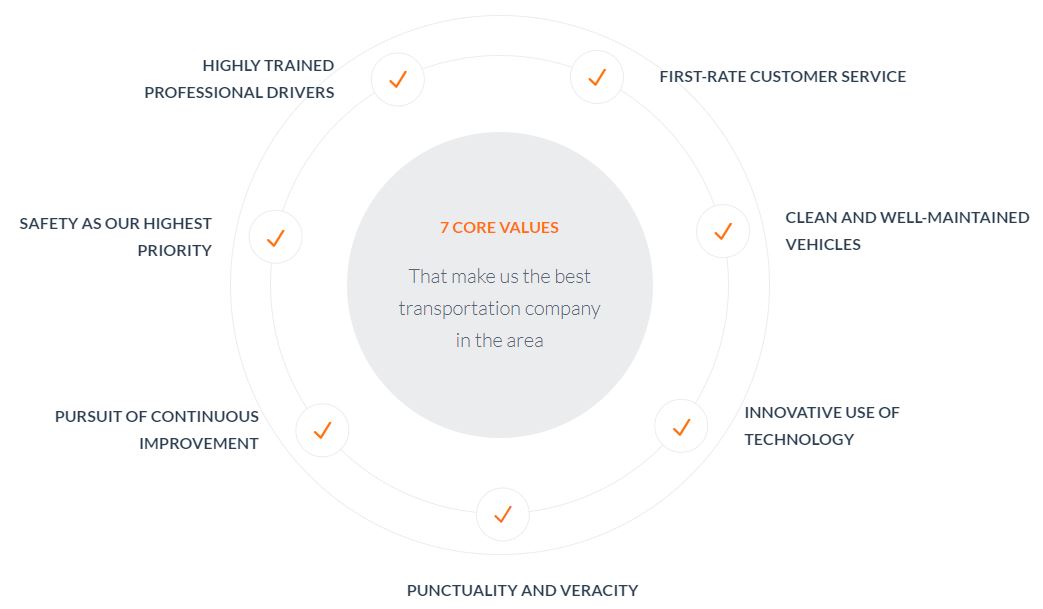 HIGHLY TRAINED
PROFESSIONAL DRIVERS
FIRST-RATE CUSTOMER SERVICE
SAFETY AS OUR HIGHEST
PRIORITY
7 CORE VALUES
That make us the best
transportation company
in the area
CLEAN AND WELL-MAINTAINED
VEHICLES
PURSUIT OF CONTINUOUS
IMPROVEMENT
INNOVATIVE USE OF
TECHNOLOGY
PUNCTUALITY AND VERACITY